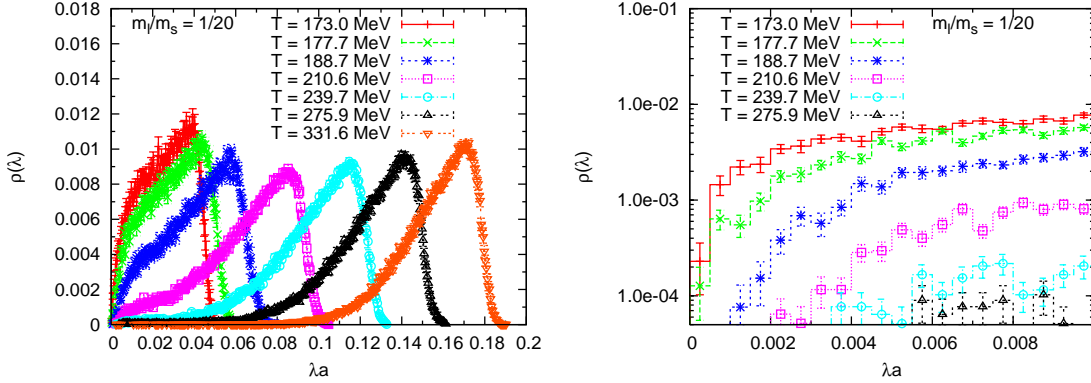 m_l/m_s = 1/20
T = 173.0 MeV
T = 177.7 MeV
T = 188.7 MeV
T = 210.6 MeV
T = 239.7 MeV
T = 275.9 MeV
T = 331.6 MeV
ρ(λ)
0.018
0.016
0.014
0.012
0.01
0.008
0.006
0.004
0.002
0
0 0.02 0.04 0.06 0.08 0.10 0.12 0.14 0.16 0.18 0.2
λa
m_l/m_s = 1/20
T = 173.0 MeV
T = 177.7 MeV
T = 188.7 MeV
T = 210.6 MeV
T = 239.7 MeV
T = 275.9 MeV
ρ(λ)
1.0e-01
1.0e-02
1.0e-03
1.0e-04
0.002 0.004 0.006 0.008
λa